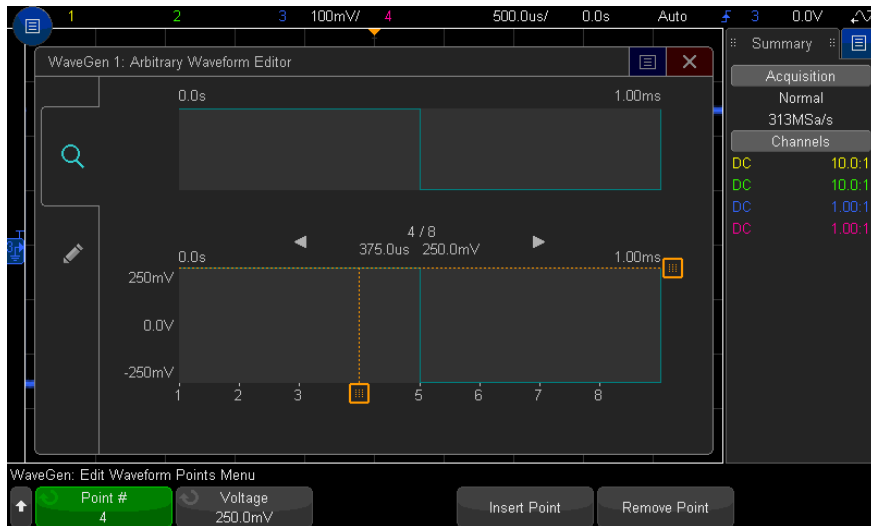 1 2 3 100mV/ 4 500.0us/ 0.0s Auto 3 0.0V
Summary
WaveGen 1: Arbitrary Waveform Editor
Acquisition
Normal
313MSa/s
Channels
DC 10.0:1
DC 10.0:1
DC 1.00:1
DC 1.00:1
0.0s 1.00ms
4 / 8
375.0us 250.0mV
0.0s 1.00ms
250mV
0.0V
-250mV
1 2 3 5 6 7 8
WaveGen: Edit Waveform Points Menu
Point #
4
Voltage
250.0mV
Insert Point
Remove Point